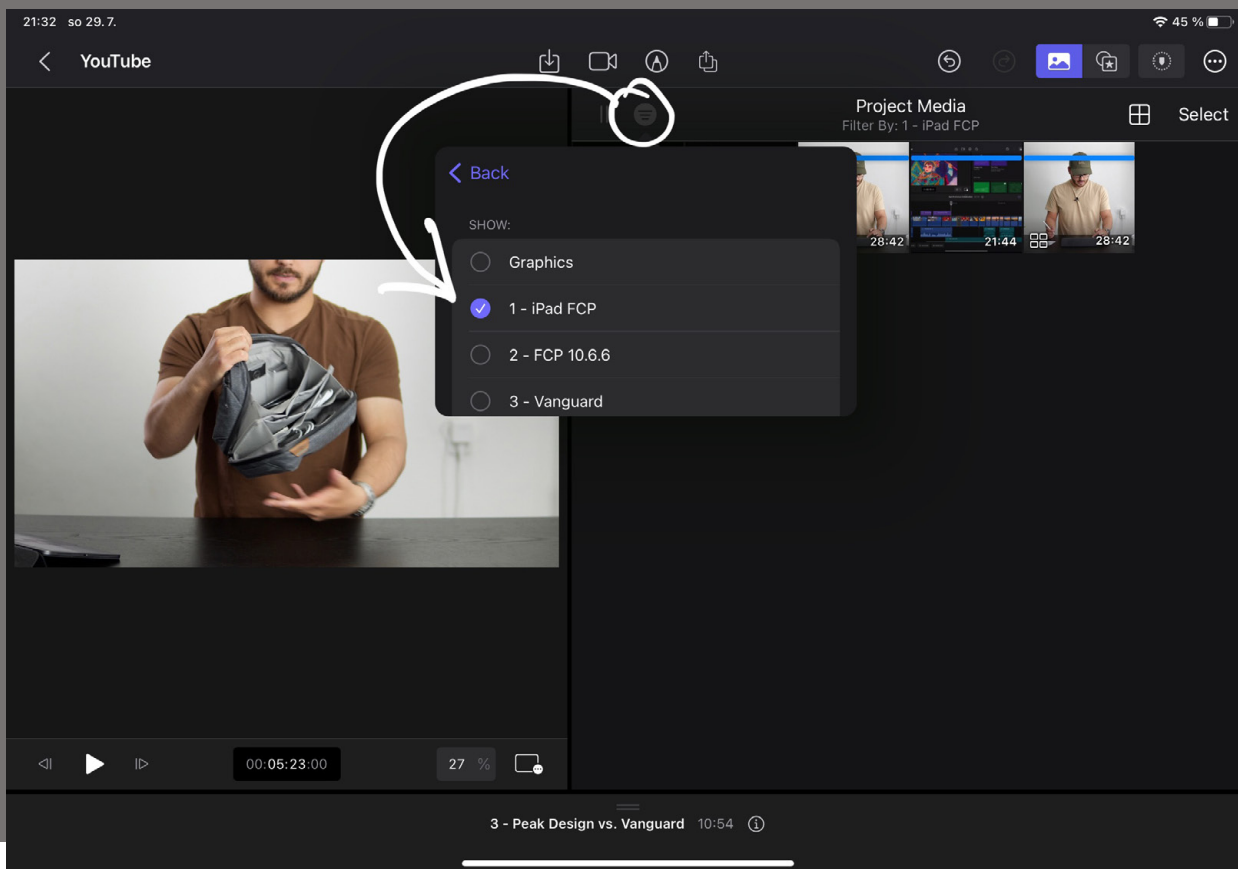 21:32 so 29. 7.
45 %
YouTube
Project Media
Filter By: 1 - iPad FCP
Select
Back
SHOW:
Graphics
1 - iPad FCP
2 - FCP 10.6.6
3 - Vanguard
28:42
21:44
28:42
00:05:23:00
27 %
3 - Peak Design vs. Vanguard 10:54